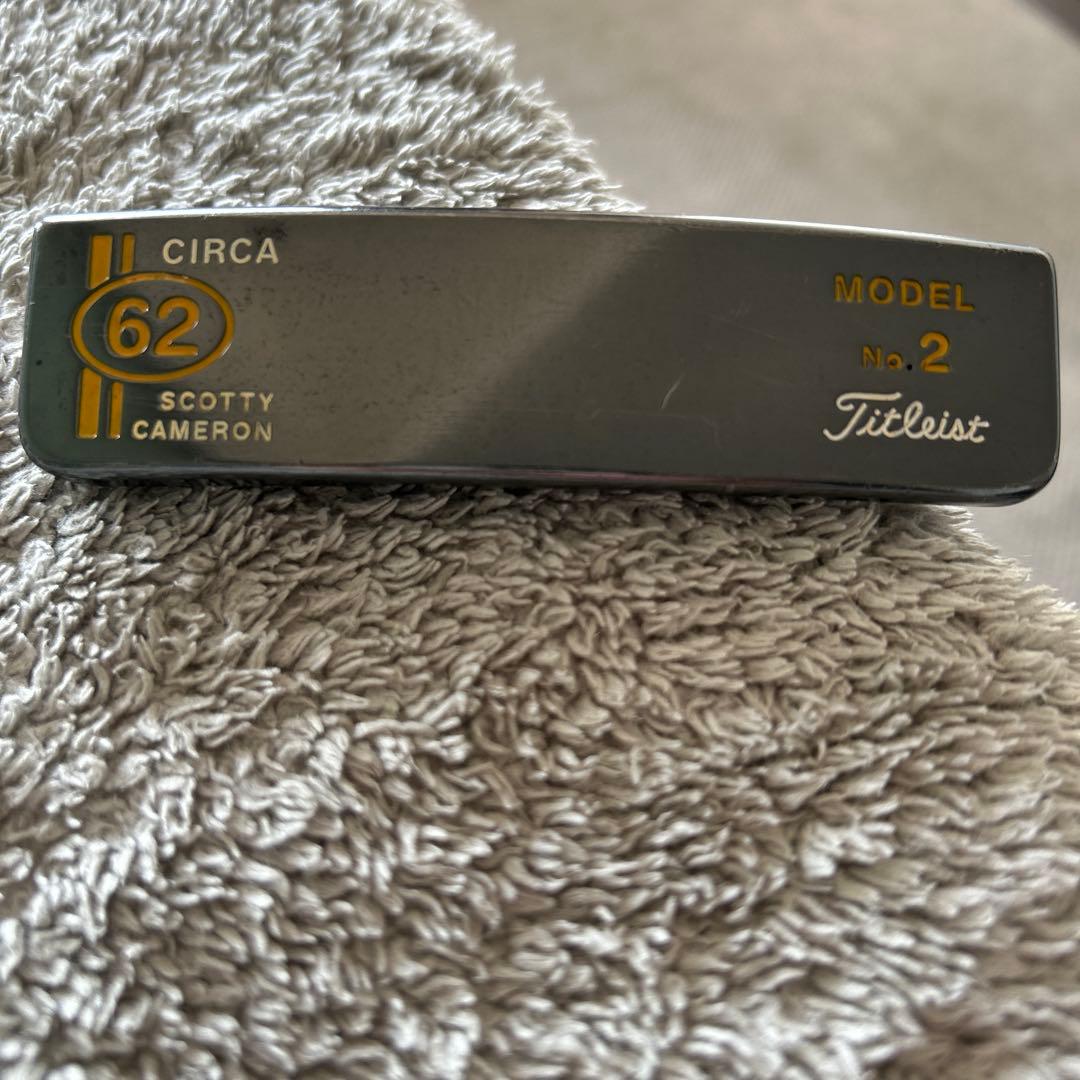 CIRCA
62
SCOTTY
CAMERON
MODEL
No.2
Titleist